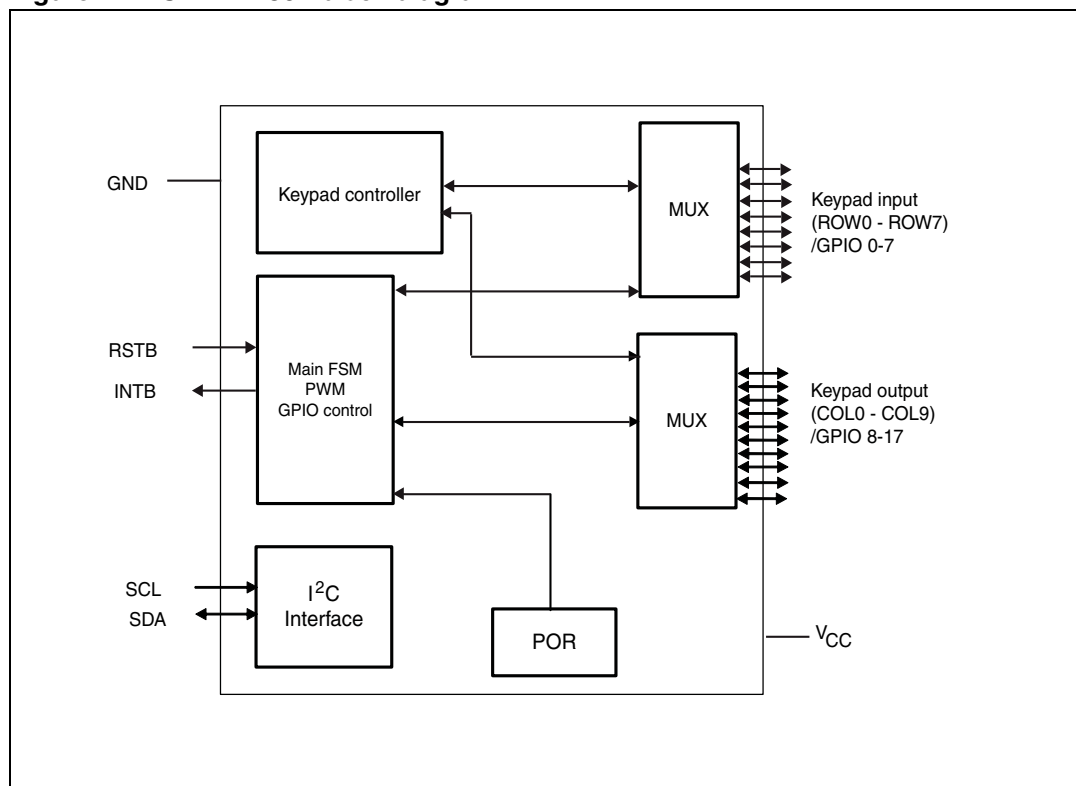 GND
Keypad controller
MUX
Keypad input
(ROW0 - ROW7)
/GPIO 0-7
RSTB
INTB
Main FSM
PWM
GPIO control
MUX
Keypad output
(COL0 - COL9)
/GPIO 8-17
SCL
SDA
I²C
Interface
POR
VCC